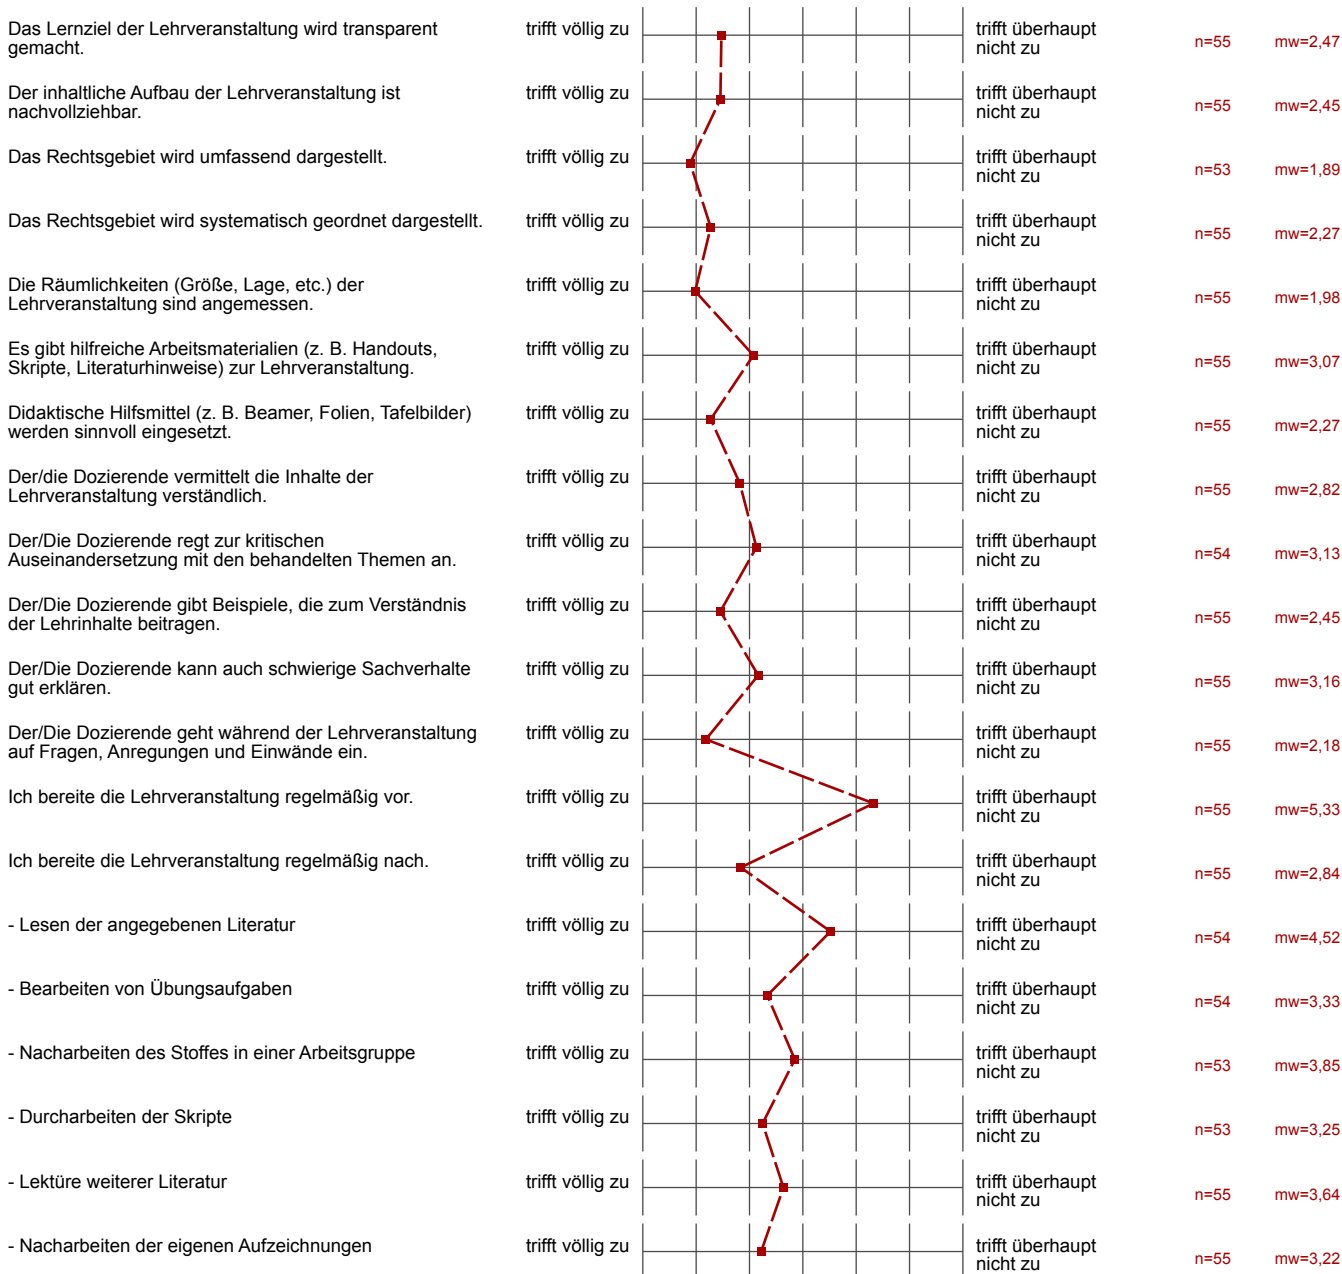 Das Lernziel der Lehrveranstaltung wird transparent
gemacht.
trifft völlig zu
trifft überhaupt
nicht zu
n=55
mw=2,47
Der inhaltliche Aufbau der Lehrveranstaltung ist
nachvollziehbar.
trifft völlig zu
trifft überhaupt
nicht zu
n=55
mw=2,45
Das Rechtsgebiet wird umfassend dargestellt.
trifft völlig zu
trifft überhaupt
nicht zu
n=53
mw=1,89
Das Rechtsgebiet wird systematisch geordnet dargestellt.
trifft völlig zu
trifft überhaupt
nicht zu
n=55
mw=2,27
Die Räumlichkeiten (Größe, Lage, etc.) der
Lehrveranstaltung sind angemessen.
trifft völlig zu
trifft überhaupt
nicht zu
n=55
mw=1,98
Es gibt hilfreiche Arbeitsmaterialien (z. B. Handouts,
Skripte, Literaturhinweise) zur Lehrveranstaltung.
trifft völlig zu
trifft überhaupt
nicht zu
n=55
mw=3,07
Didaktische Hilfsmittel (z. B. Beamer, Folien, Tafelbilder)
werden sinnvoll eingesetzt.
trifft völlig zu
trifft überhaupt
nicht zu
n=55
mw=2,27
Der/die Dozierende vermittelt die Inhalte der
Lehrveranstaltung verständlich.
trifft völlig zu
trifft überhaupt
nicht zu
n=55
mw=2,82
Der/Die Dozierende regt zur kritischen
Auseinandersetzung mit den behandelten Themen an.
trifft völlig zu
trifft überhaupt
nicht zu
n=54
mw=3,13
Der/Die Dozierende gibt Beispiele, die zum Verständnis
der Lehrinhalte beitragen.
trifft völlig zu
trifft überhaupt
nicht zu
n=55
mw=2,45
Der/Die Dozierende kann auch schwierige Sachverhalte
gut erklären.
trifft völlig zu
trifft überhaupt
nicht zu
n=55
mw=3,16
Der/Die Dozierende geht während der Lehrveranstaltung
auf Fragen, Anregungen und Einwände ein.
trifft völlig zu
trifft überhaupt
nicht zu
n=55
mw=2,18
Ich bereite die Lehrveranstaltung regelmäßig vor.
trifft völlig zu
trifft überhaupt
nicht zu
n=55
mw=5,33
Ich bereite die Lehrveranstaltung regelmäßig nach.
trifft völlig zu
trifft überhaupt
nicht zu
n=55
mw=2,84
- Lesen der angegebenen Literatur
trifft völlig zu
trifft überhaupt
nicht zu
n=54
mw=4,52
- Bearbeiten von Übungsaufgaben
trifft völlig zu
trifft überhaupt
nicht zu
n=54
mw=3,33
- Nacharbeiten des Stoffes in einer Arbeitsgruppe
trifft völlig zu
trifft überhaupt
nicht zu
n=53
mw=3,85
- Durcharbeiten der Skripte
trifft völlig zu
trifft überhaupt
nicht zu
n=53
mw=3,25
- Lektüre weiterer Literatur
trifft völlig zu
trifft überhaupt
nicht zu
n=55
mw=3,64
- Nacharbeiten der eigenen Aufzeichnungen
trifft völlig zu
trifft überhaupt
nicht zu
n=55
mw=3,22